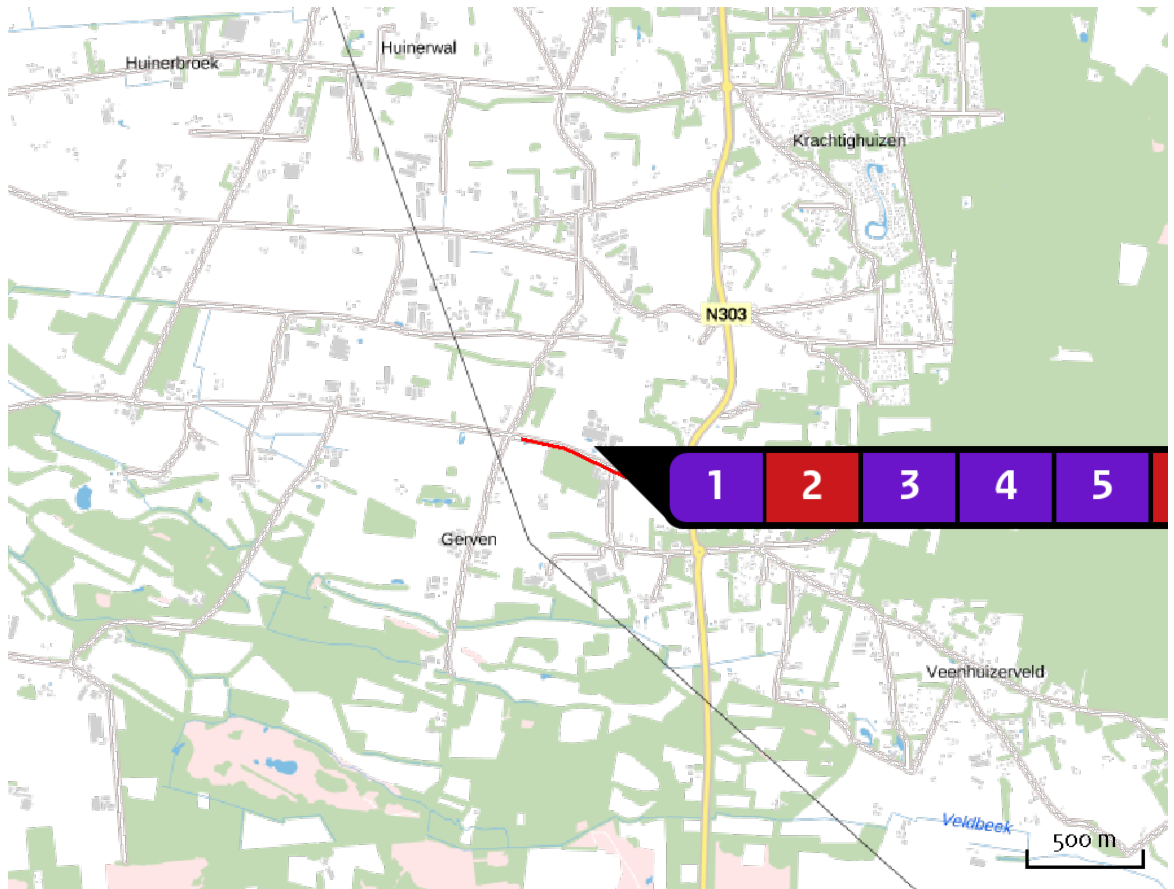 Huinerwal
Huinerbroek
Krachtighuizen
N303
1 2 3 4 5
Gerven
Veenhuizerveld
Veldbeek
500 m